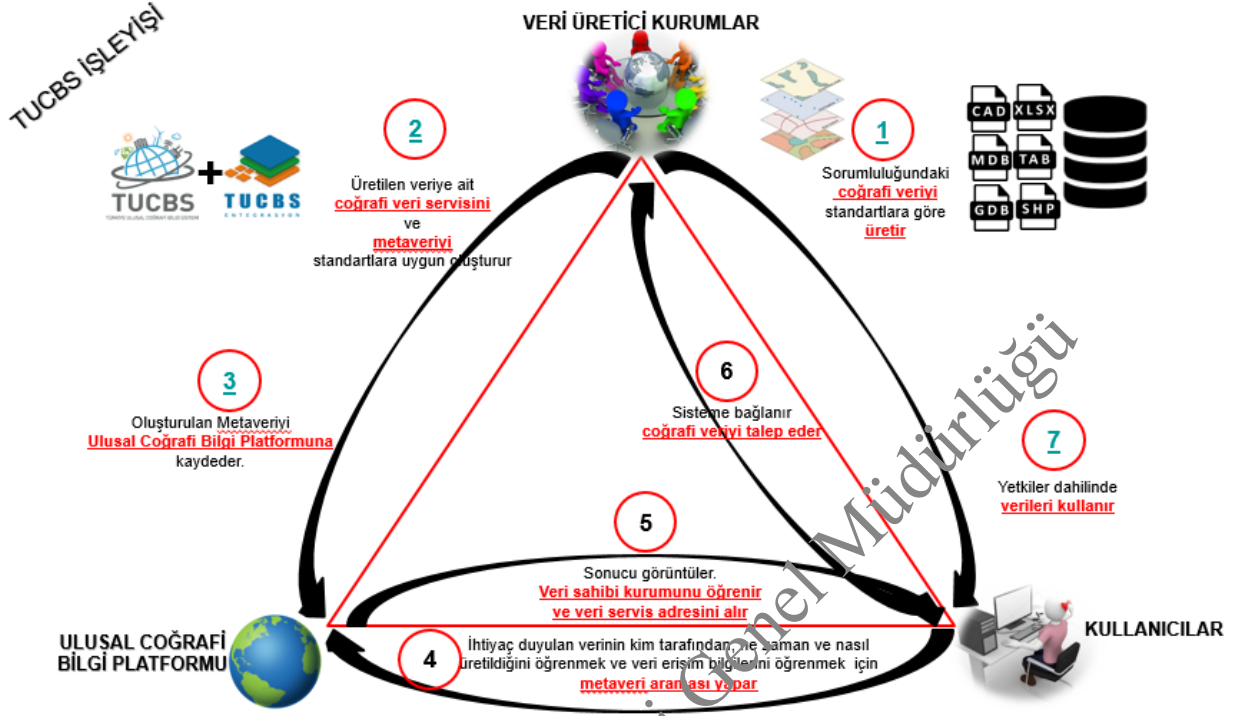 TUCBS İŞLEYİŞİ
VERİ ÜRETİCİ KURUMLAR
TUCBS
TÜRKİYE ULUSAL COĞRAFİ BİLGİ SİSTEMİ
+
TUCBS
ENTEGRASYON
2
Üretilen veriye ait
coğrafi veri servisini
ve
metaveriyi
standartlara uygun oluşturur
1
Sorumluluğundaki
coğrafi veriyi
standartlara göre
üretir
CAD XLSX
MDB TAB
GDB SHP
3
Oluşturulan Metaveriyi
Ulusal Coğrafi Bilgi Platformuna
kaydeder.
6
Sisteme bağlanır
coğrafi veriyi talep eder
7
Yetkiler dahilinde
verileri kullanır
5
Sonucu görüntüler.
Veri sahibi kurumunu öğrenir
ve veri servis adresini alır
ULUSAL COĞRAFİ
BİLGİ PLATFORMU
4
İhtiyaç duyulan verinin kim tarafından, ne zaman ve nasıl
üretildiğini öğrenmek ve veri erişim bilgilerini öğrenmek için
metaveri araması yapar
KULLANICILAR
Genel Müdürlüğü